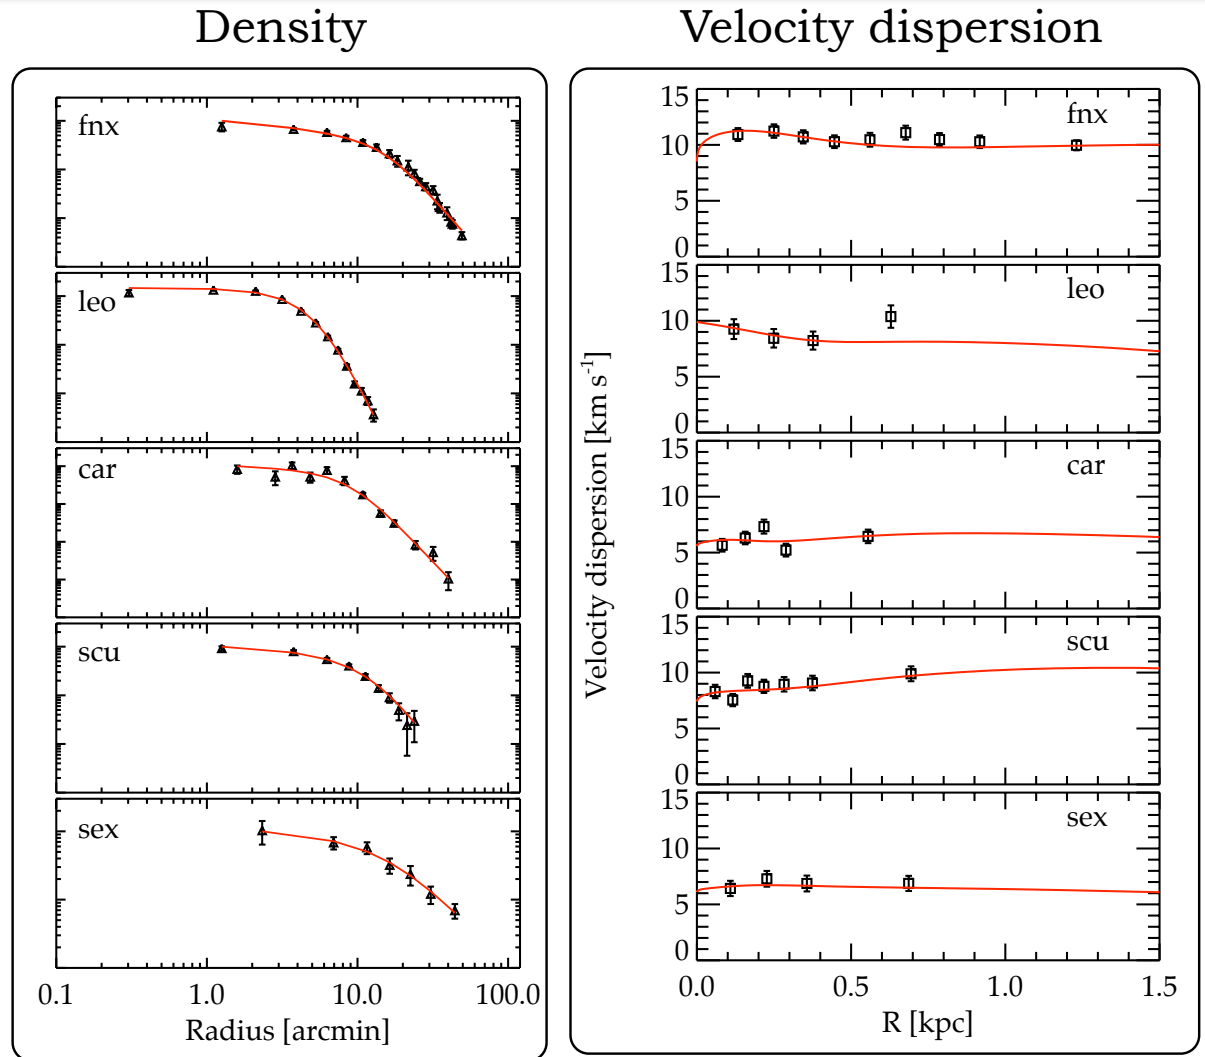 Density
Velocity dispersion
fnx
leo
car
scu
sex
0.1 1.0 10.0 100.0
Radius [arcmin]
Velocity dispersion [km s⁻¹]
15
10
5
0
fnx
15
10
5
0
leo
15
10
5
0
car
15
10
5
0
scu
15
10
5
0
sex
0.0 0.5 1.0 1.5
R [kpc]